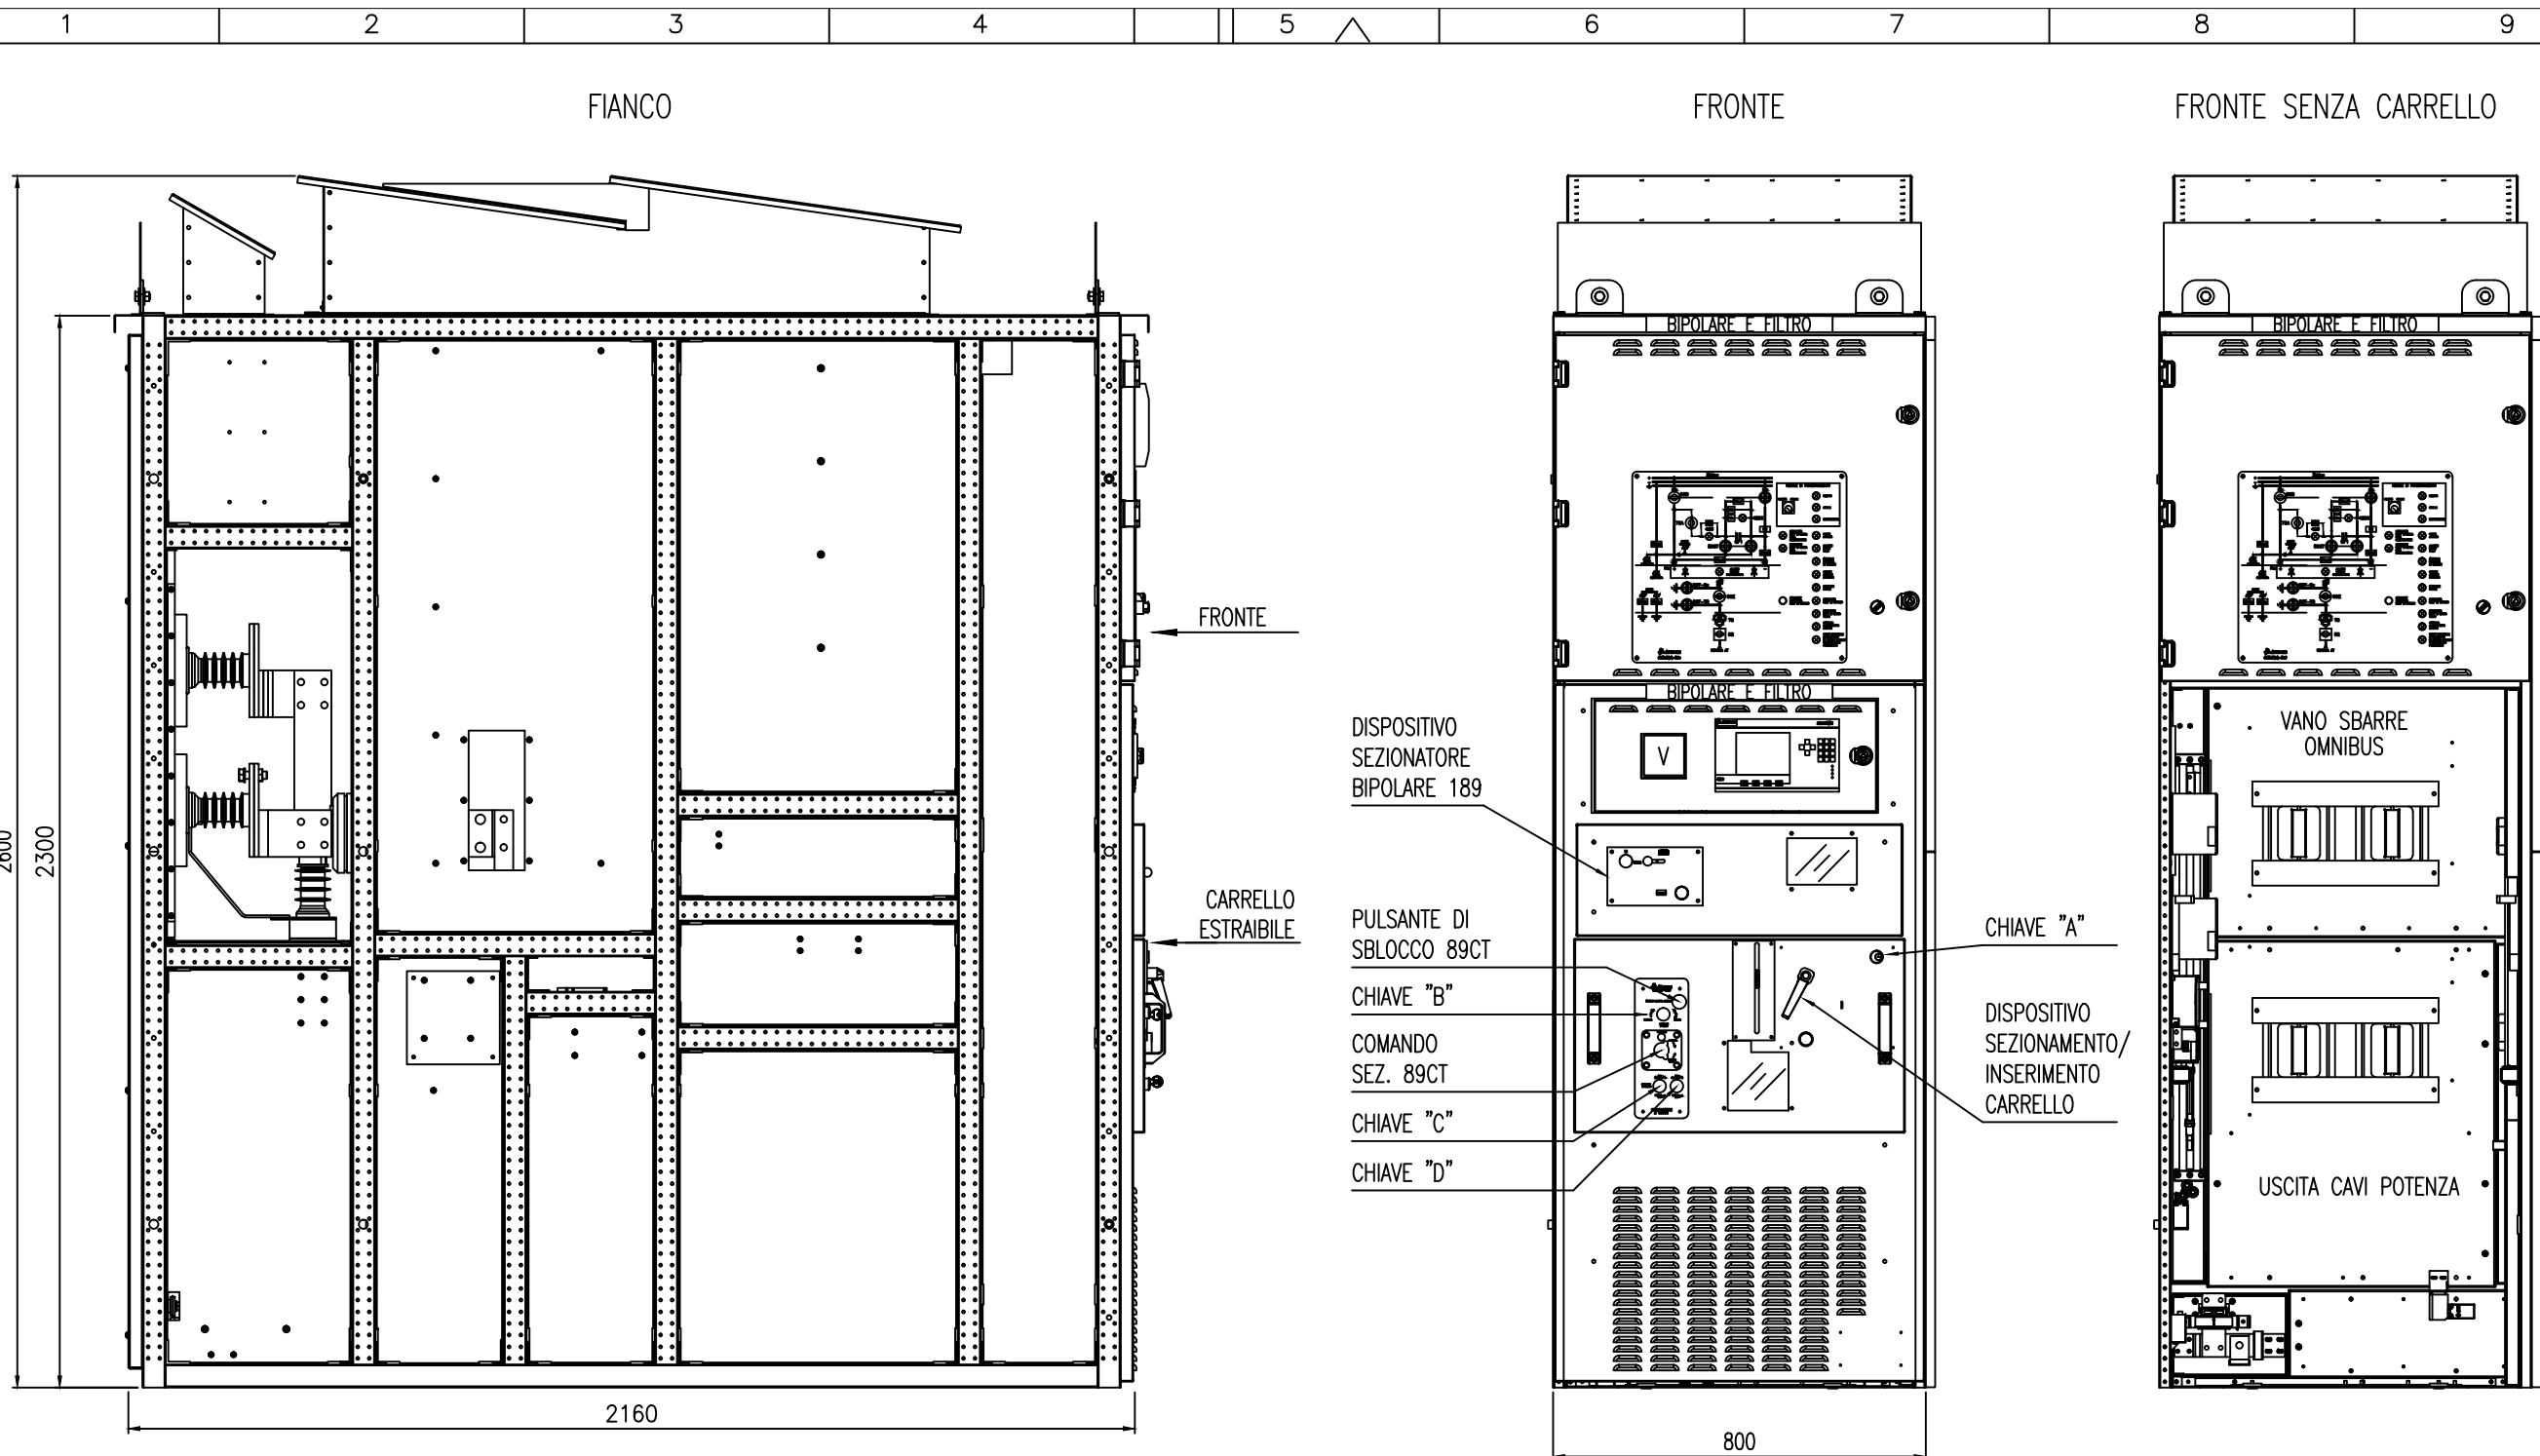 1 2 3 4 5 6 7 8 9
FIANCO
FRONTE
FRONTE SENZA CARRELLO
2600
2300
2160
FRONTE
CARRELLO
ESTRAIBILE
BIPOLARE E FILTRO
BIPOLARE E FILTRO
V
DISPOSITIVO
SEZIONATORE
BIPOLARE 189
PULSANTE DI
SBLOCCO 89CT
CHIAVE "B"
COMANDO
SEZ. 89CT
CHIAVE "C"
CHIAVE "D"
CHIAVE "A"
DISPOSITIVO
SEZIONAMENTO/
INSERIMENTO
CARRELLO
800
BIPOLARE E FILTRO
VANO SBARRE
OMNIBUS
USCITA CAVI POTENZA